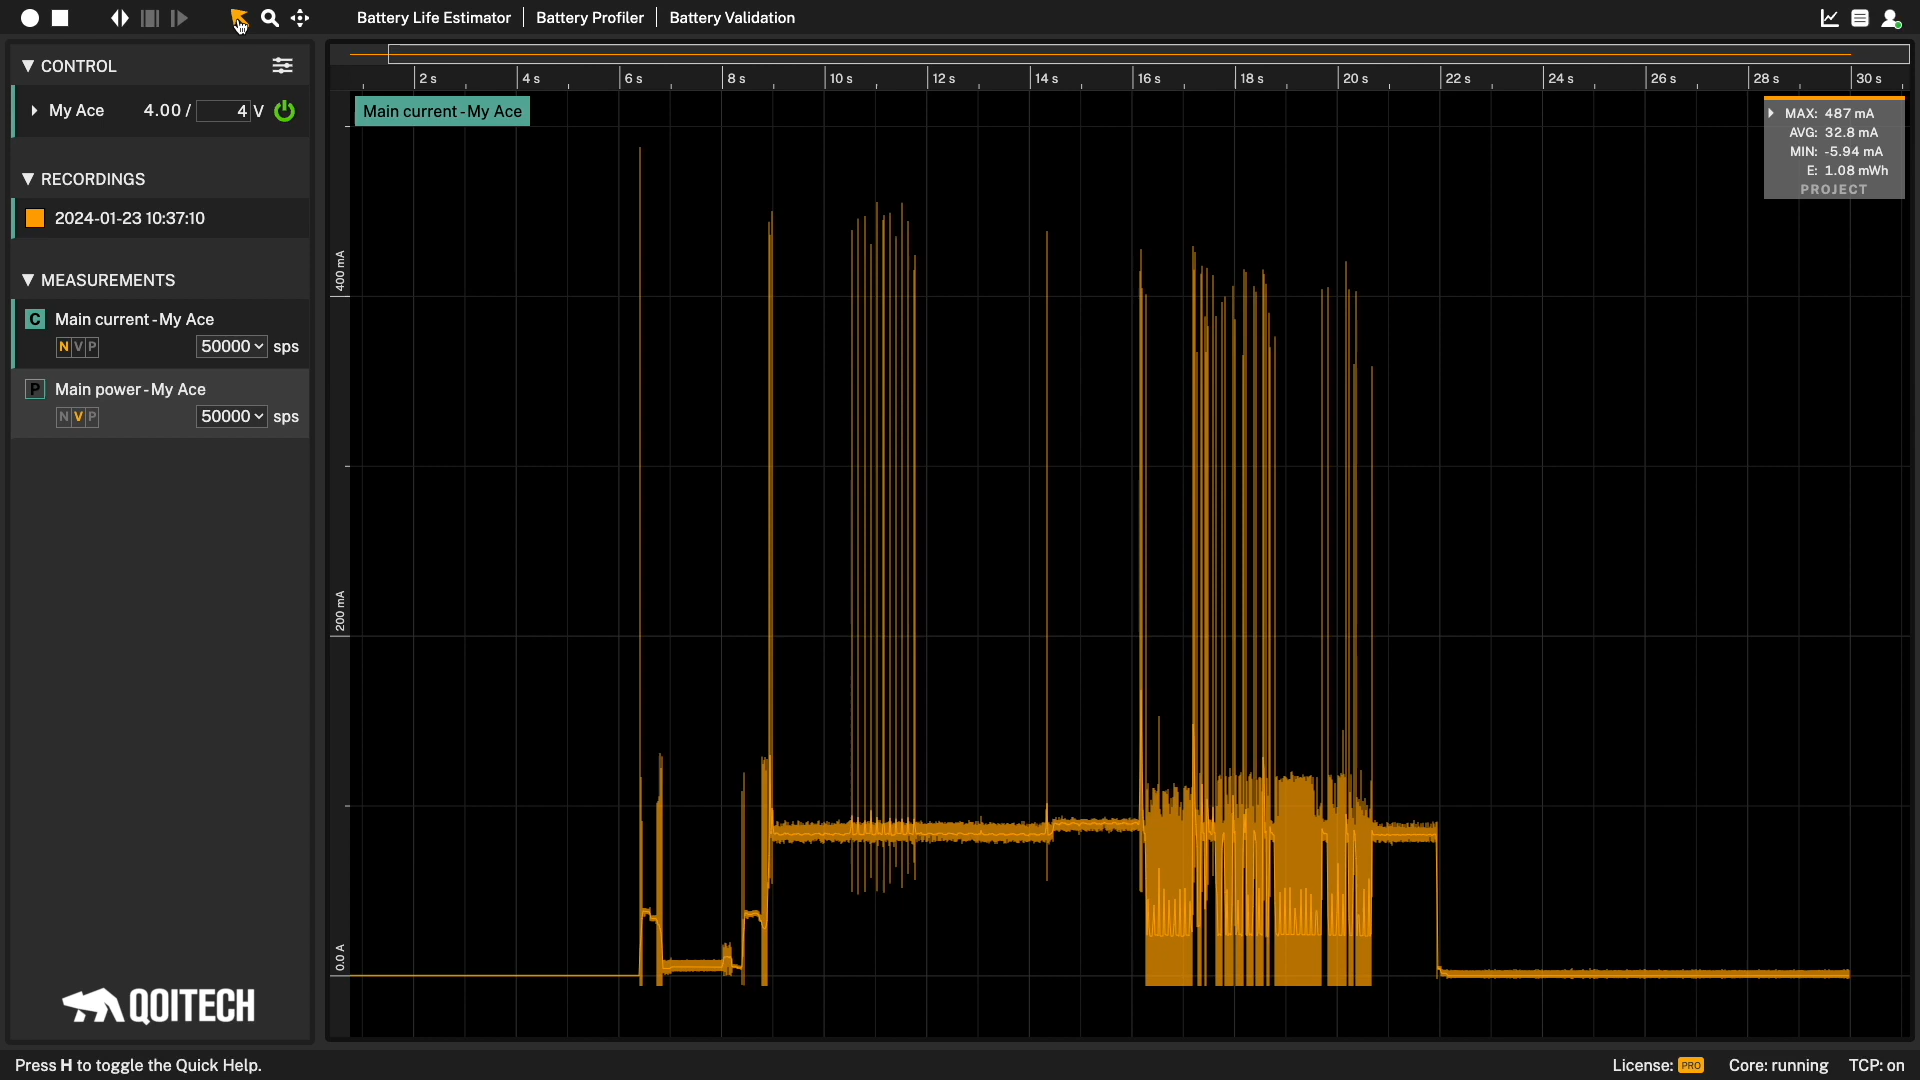 Battery Life Estimator
Battery Profiler
Battery Validation
CONTROL
My Ace 4.00 / 4 V
RECORDINGS
2024-01-23 10:37:10
MEASUREMENTS
C Main current - My Ace
N V P 50000 sps
P Main power - My Ace
N V P 50000 sps
QOITECH
2 s 4 s 6 s 8 s 10 s 12 s 14 s 16 s 18 s 20 s 22 s 24 s 26 s 28 s 30 s
Main current - My Ace
MAX: 487 mA
AVG: 32.8 mA
MIN: -5.94 mA
E: 1.08 mWh
PROJECT
400 mA
200 mA
0.0 A
Press H to toggle the Quick Help.
License: PRO Core: running TCP: on